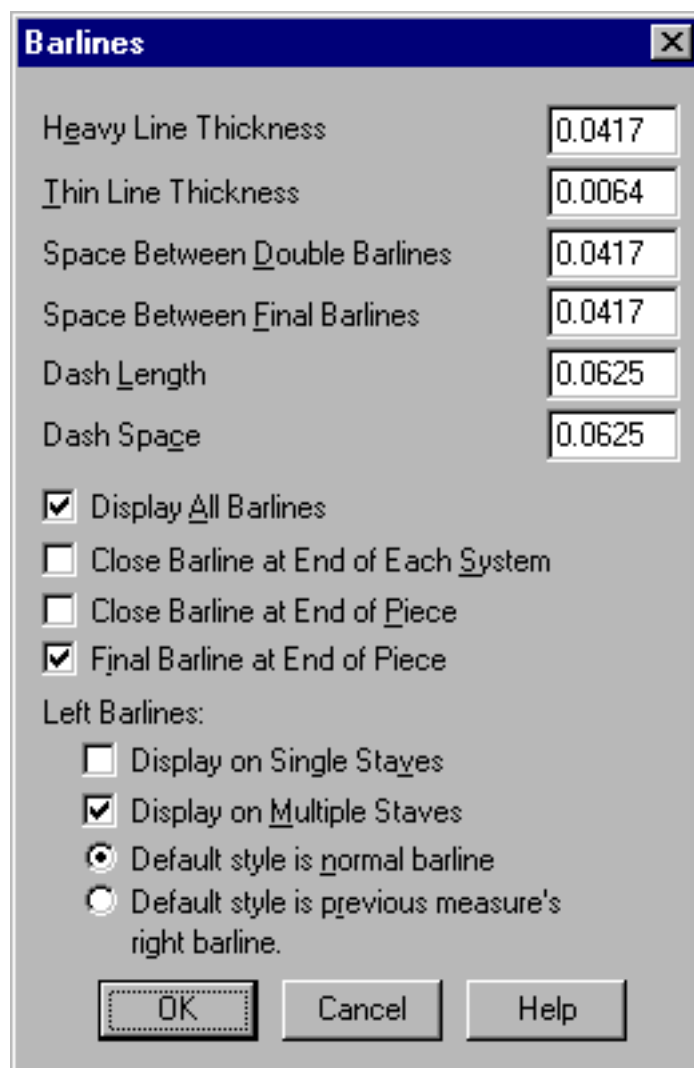 Barlines
Heavy Line Thickness 0.0417
Thin Line Thickness 0.0064
Space Between Double Barlines 0.0417
Space Between Final Barlines 0.0417
Dash Length 0.0625
Dash Space 0.0625
Display All Barlines
Close Barline at End of Each System
Close Barline at End of Piece
Final Barline at End of Piece
Left Barlines:
Display on Single Staves
Display on Multiple Staves
Default style is normal barline
Default style is previous measure's
right barline.
OK Cancel Help